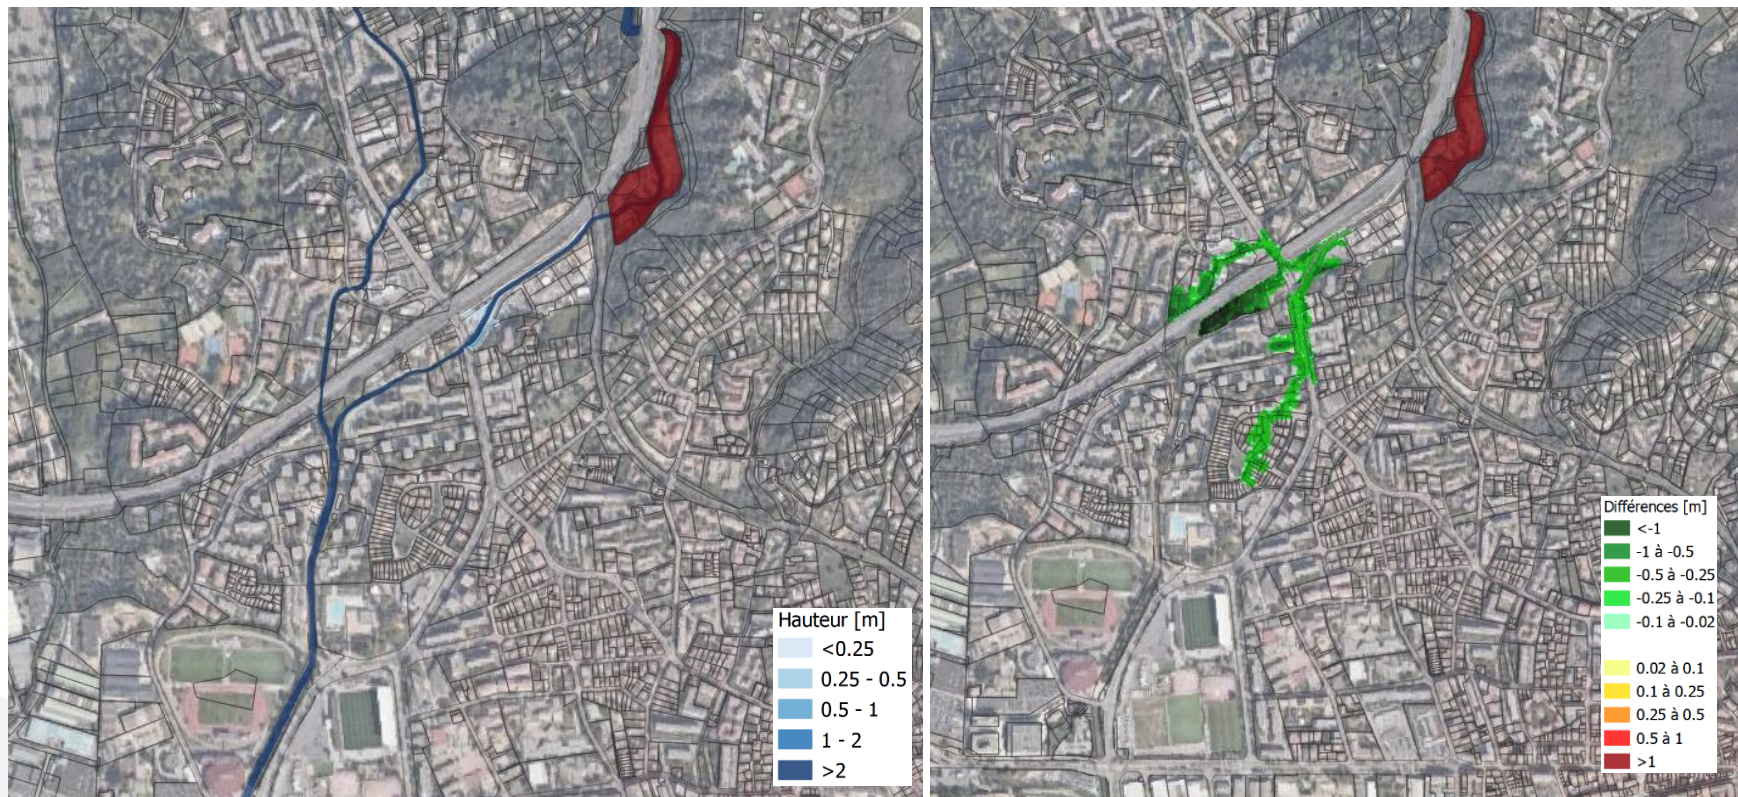 Hauteur [m]
<0.25
0.25 - 0.5
0.5 - 1
1 - 2
>2
Différences [m]
<-1
-1 à -0.5
-0.5 à -0.25
-0.25 à -0.1
-0.1 à -0.02
0.02 à 0.1
0.1 à 0.25
0.25 à 0.5
0.5 à 1
>1